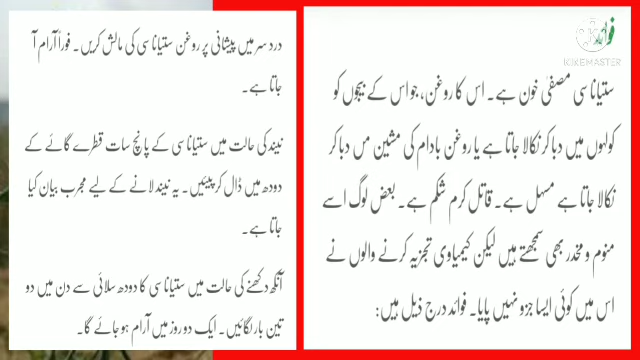 فوائد
KINEMASTER
ستیاناسی مصفیٰ خون ہے۔ اس کا روغن، جو اس کے بیجوں کو
کولہوں میں دبا کر نکالا جاتا ہے یا روغن بادام کی مشین مس دبا کر
نکالا جاتا ہے مسہل ہے۔ قاتل کرم شکم ہے۔ بعض لوگ اسے
منوم و مخدر بھی سمجھتے ہیں لیکن کیمیاوی تجزیہ کرنے والوں نے
اس میں کوئی ایسا جزو نہیں پایا۔ فوائد درج ذیل ہیں:
درد سر میں پیشانی پر روغن ستیاناسی کی مالش کریں۔ فوراً آرام آ
جاتا ہے۔
نیند کی حالت میں ستیاناسی کے پانچ سات قطرے گائے کے
دودھ میں ڈال کر پیئیں۔ یہ نیند لانے کے لیے مجرب بیان کیا
جاتا ہے۔
آنکھ دکھنے کی حالت میں ستیاناسی کا دودھ سلائی سے دن میں دو
تین بار لگائیں۔ ایک دو روز میں آرام ہو جائے گا۔